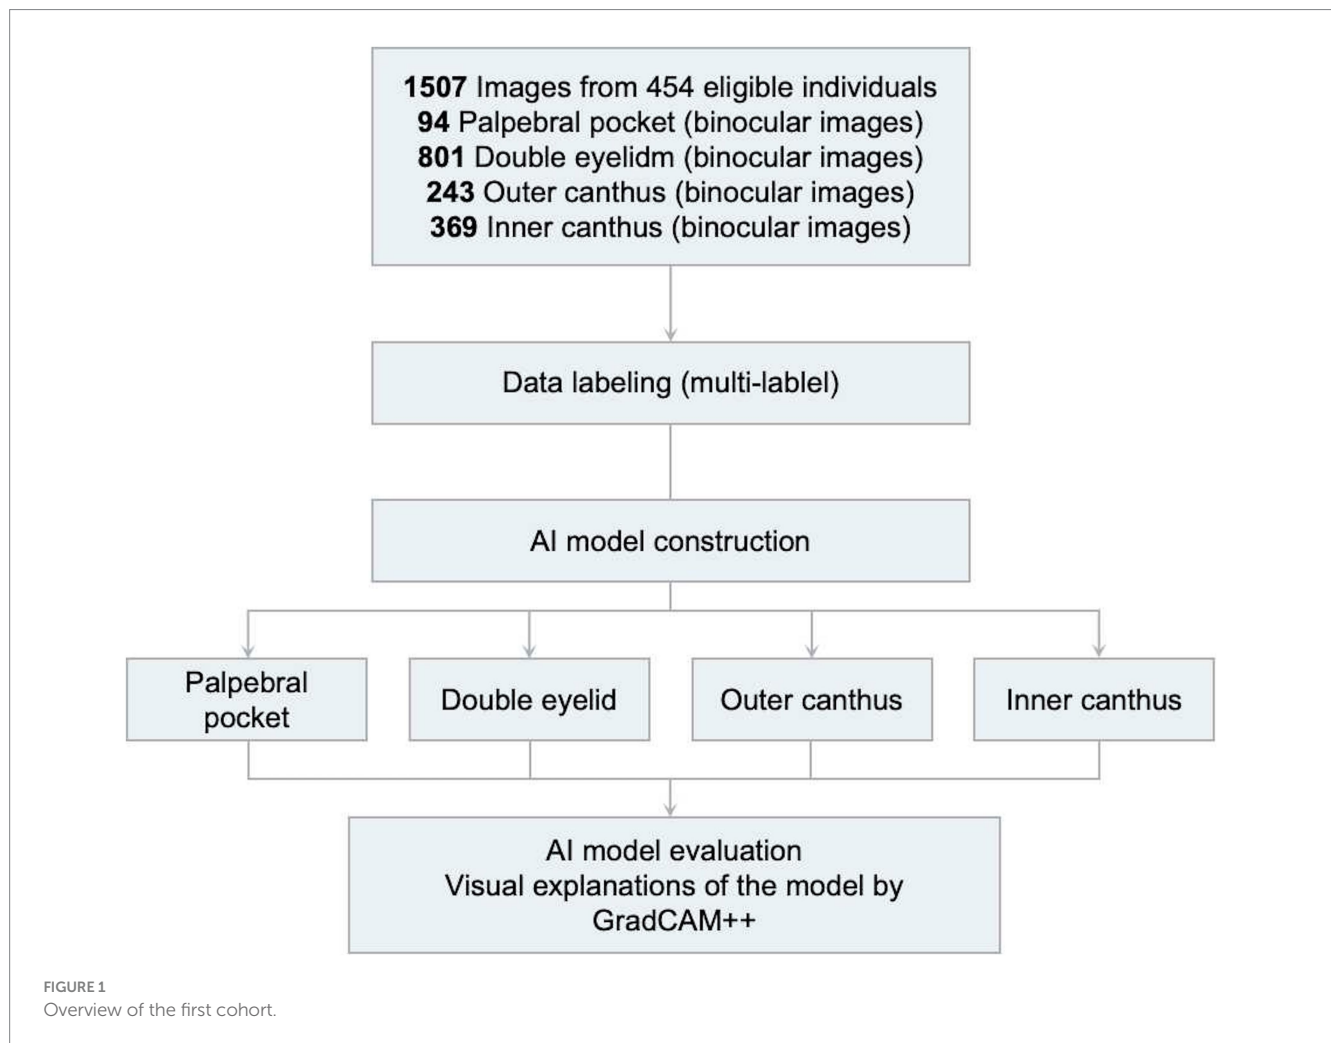 1507 Images from 454 eligible individuals
94 Palpebral pocket (binocular images)
801 Double eyelidm (binocular images)
243 Outer canthus (binocular images)
369 Inner canthus (binocular images)
Data labeling (multi-lablel)
AI model construction
Palpebral
pocket
Double eyelid
Outer canthus
Inner canthus
AI model evaluation
Visual explanations of the model by
GradCAM++
FIGURE 1
Overview of the first cohort.